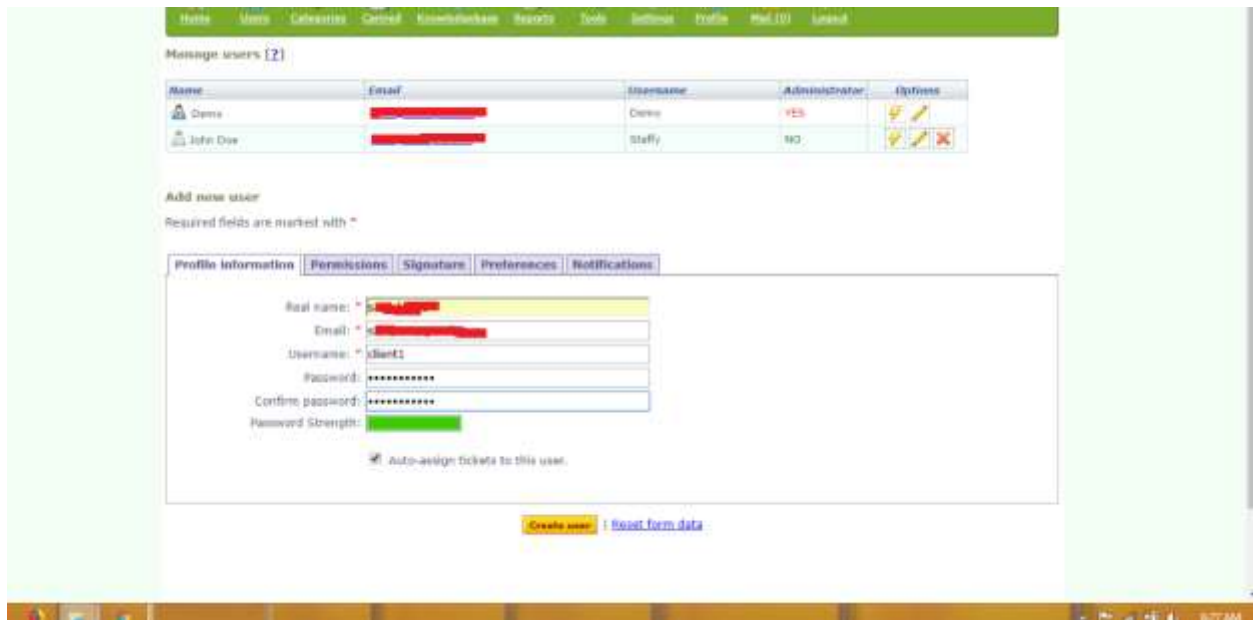 Home Users Categories Canned Knowledgebase Reports Tools Settings Profile Mail (0) Logout
Manage users [?]
Name Email Username Administrator Options
Demo Demo YES
John Doe Staffy NO
Add new user
Required fields are marked with *
Profile information Permissions Signature Preferences Notifications
Real name: *
Email: *
Username: * client1
Password: •••••••••••
Confirm password: •••••••••••
Password Strength:
Auto-assign tickets to this user.
Create user | Reset form data